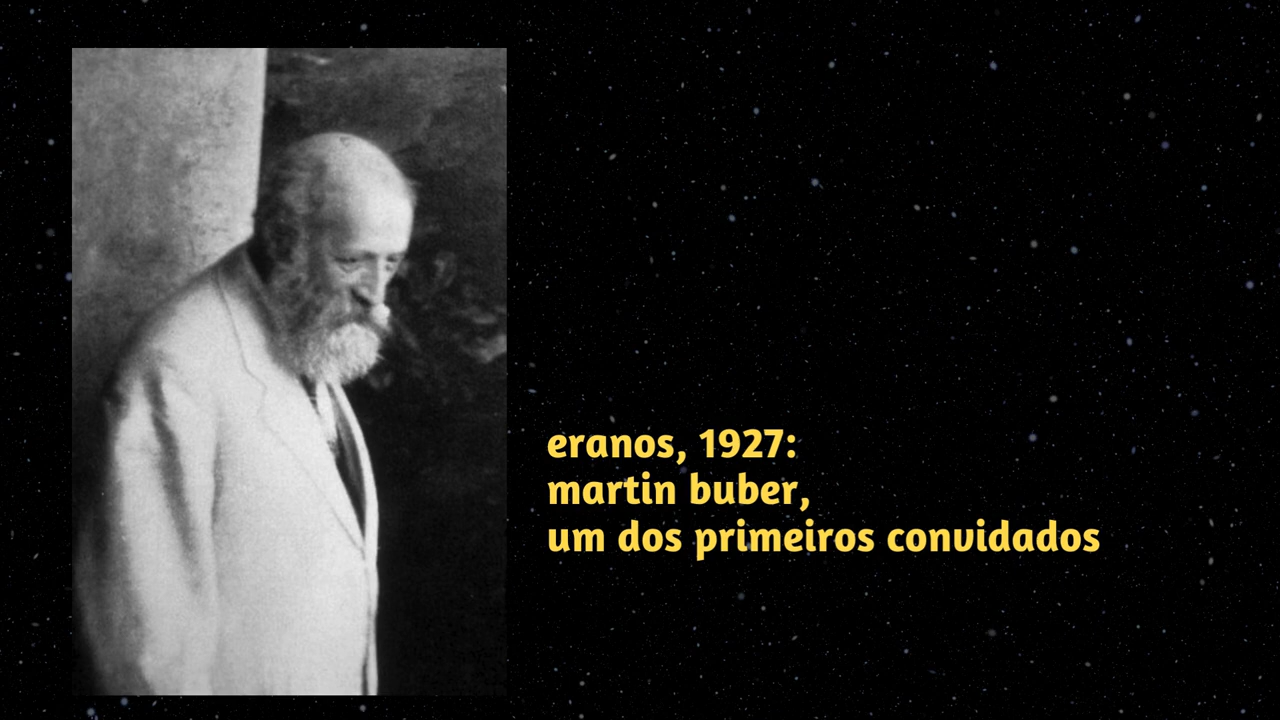 eranos, 1927:
martin buber,
um dos primeiros convidados